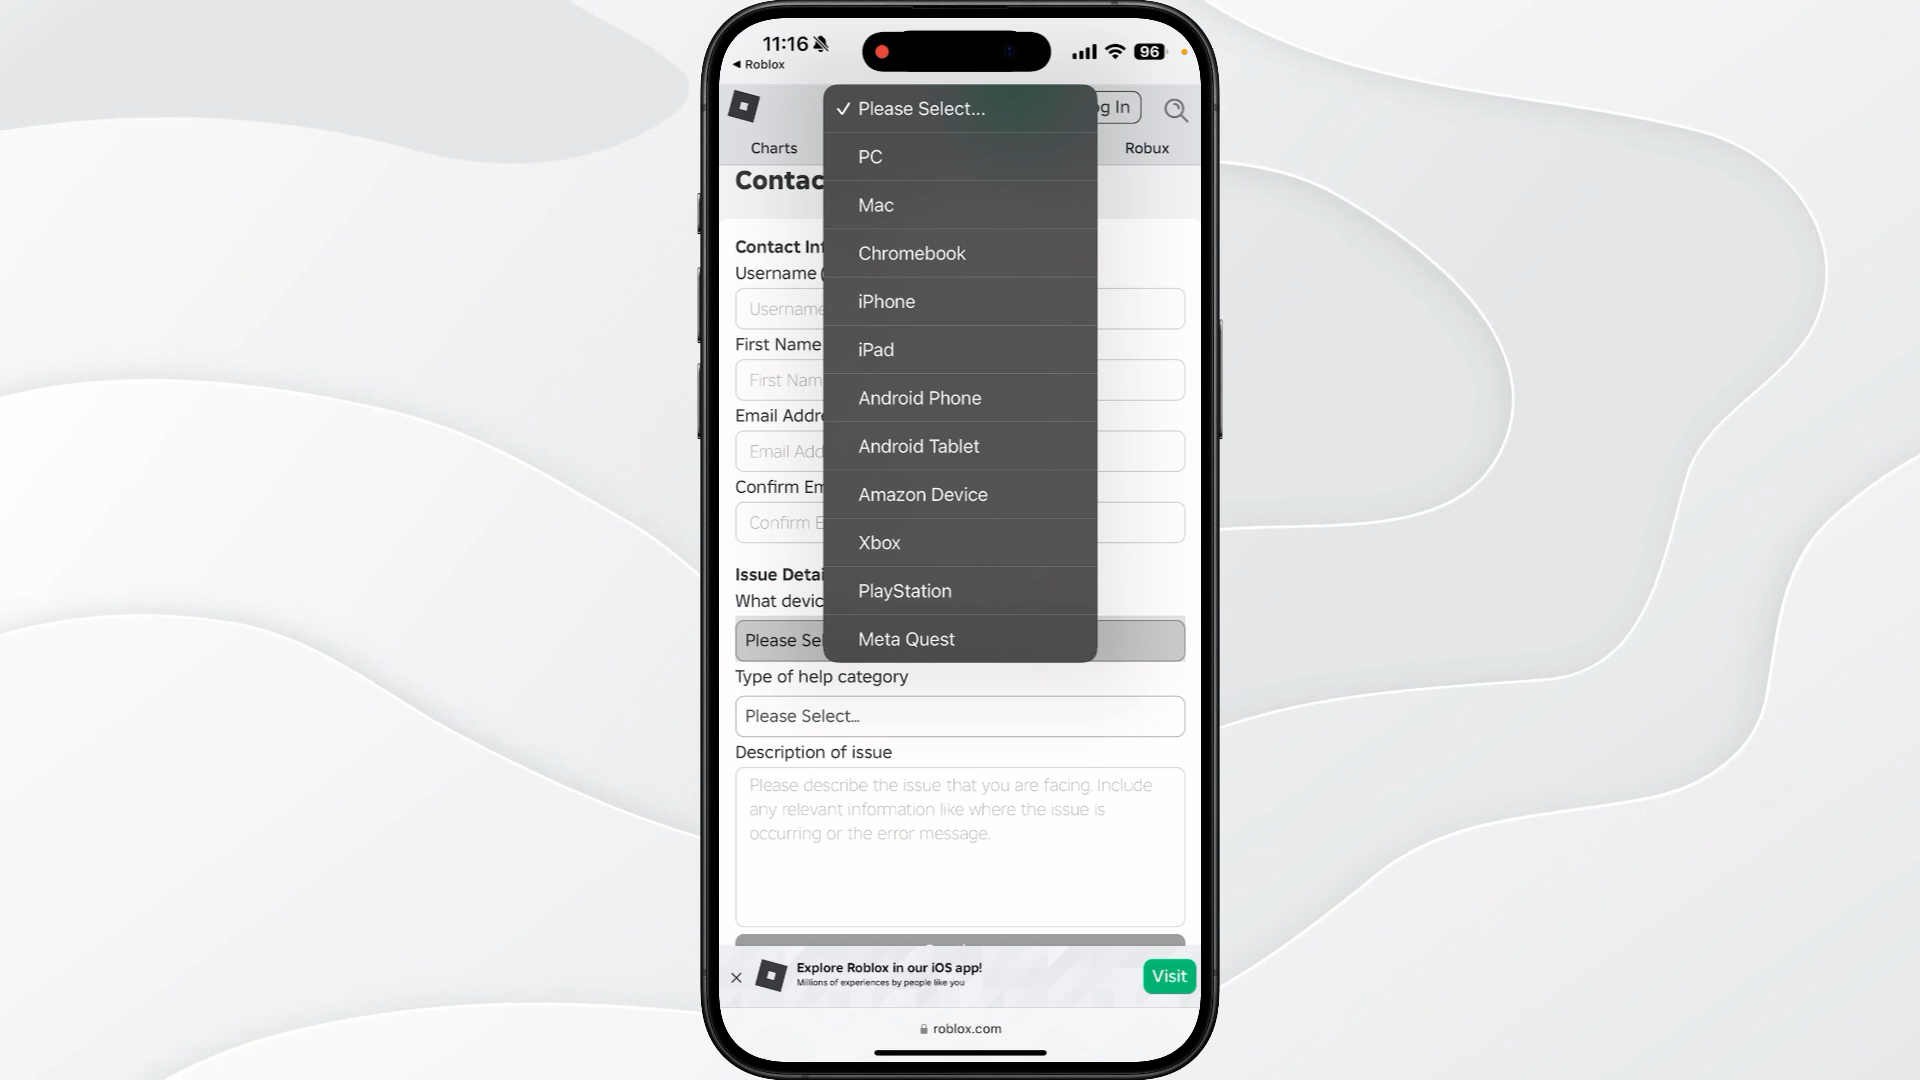 11:16
Roblox
96
Please Select...
PC
Mac
Chromebook
iPhone
iPad
Android Phone
Android Tablet
Amazon Device
Xbox
PlayStation
Meta Quest
Log In
Charts
Robux
Contac
Contact Inf
Username (
Username
First Name
First Nam
Email Addre
Email Add
Confirm Em
Confirm E
Issue Detai
What devic
Please Sel
Type of help category
Please Select...
Description of issue
Please describe the issue that you are facing. Include
any relevant information like where the issue is
occurring or the error message.
Explore Roblox in our iOS app!
Millions of experiences by people like you
Visit
roblox.com